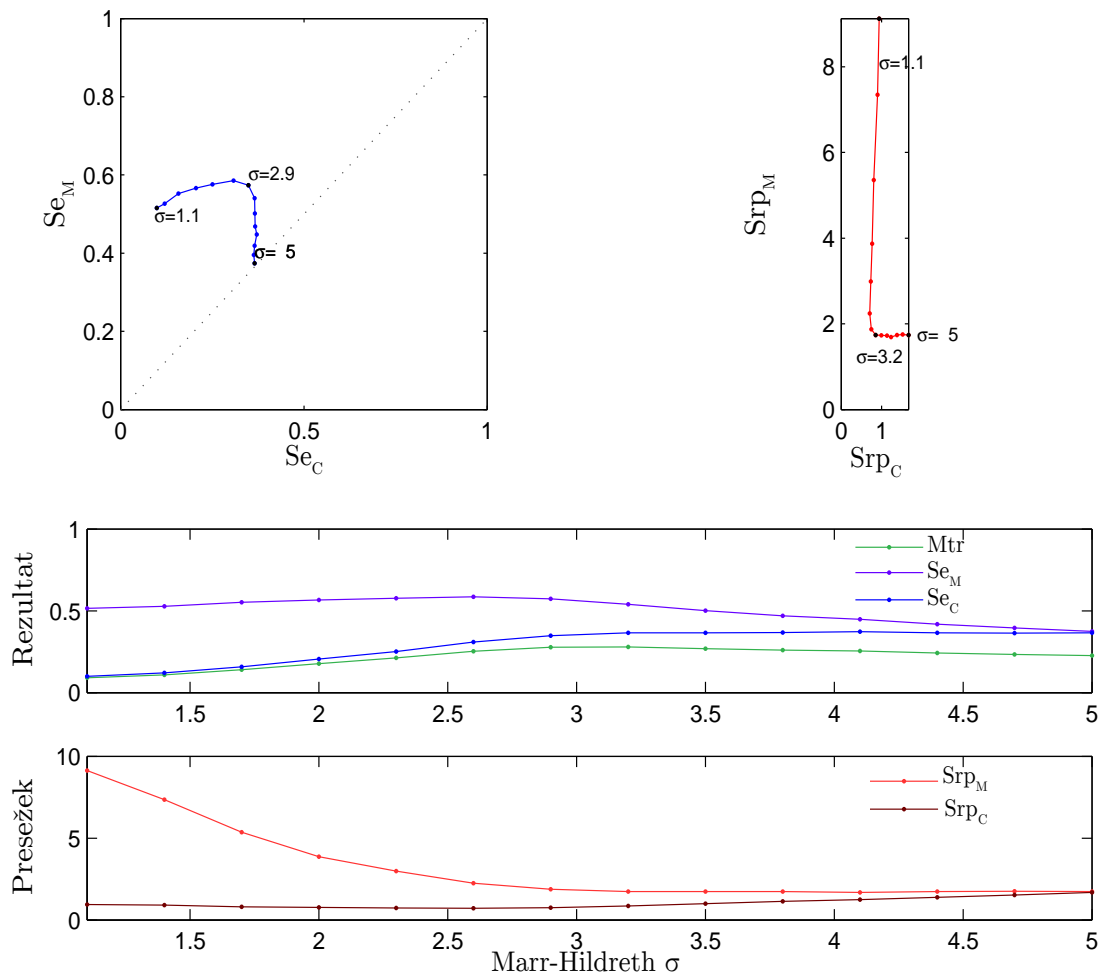 1
0.8
0.6
0.4
0.2
0
0
0.5
1
Se_M
Se_C
σ=1.1
σ=2.9
σ= 5
8
6
4
2
0
0
1
Srp_M
Srp_C
σ=1.1
σ=3.2
σ= 5
1
0.5
0
Rezultat
Mtr
Se_M
Se_C
1.5
2
2.5
3
3.5
4
4.5
5
10
5
0
Presežek
Srp_M
Srp_C
1.5
2
2.5
3
3.5
4
4.5
5
Marr-Hildreth σ